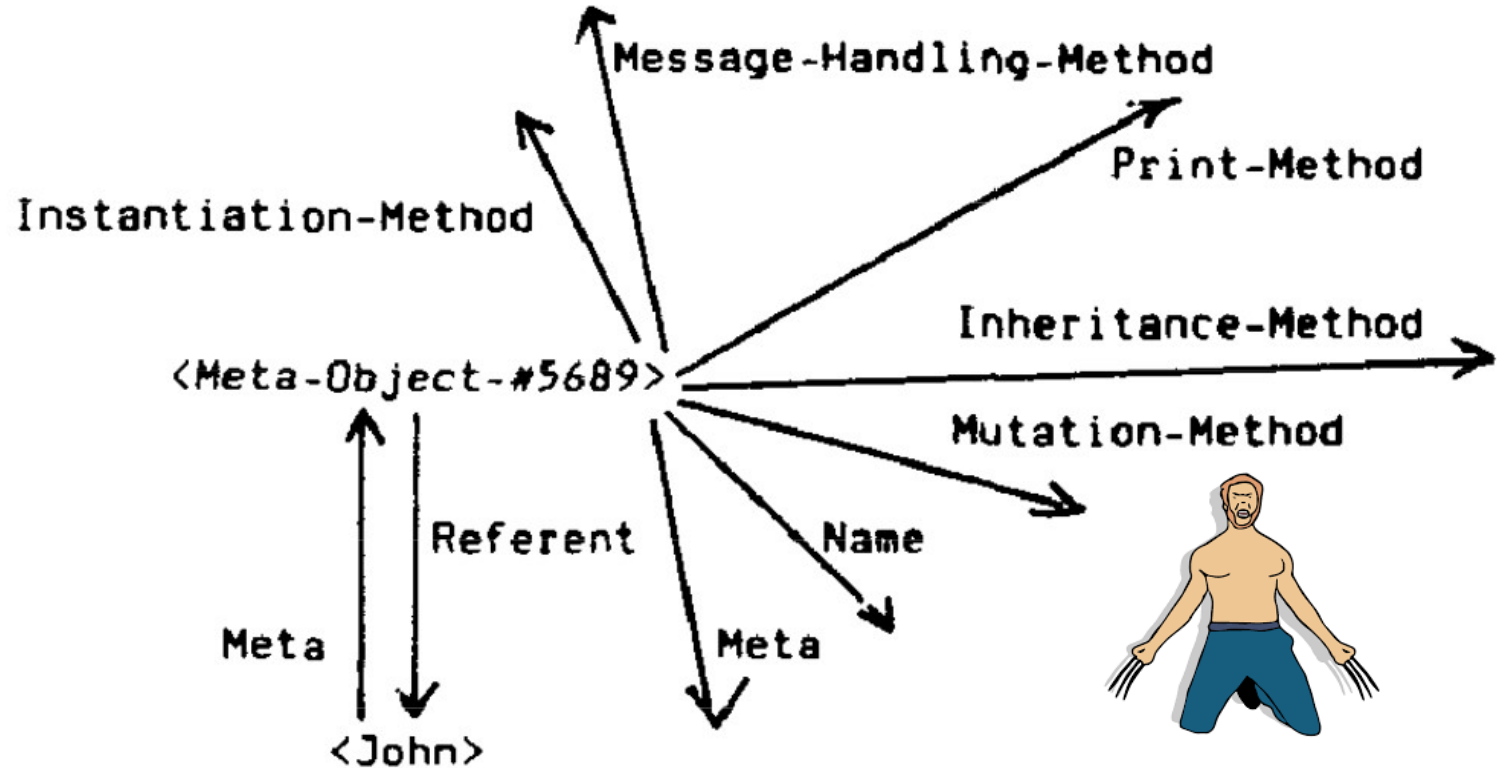 Message-Handling-Method
Print-Method
Instantiation-Method
Inheritance-Method
<Meta-Object-#5689>
Mutation-Method
Referent
Name
Meta
Meta
<John>